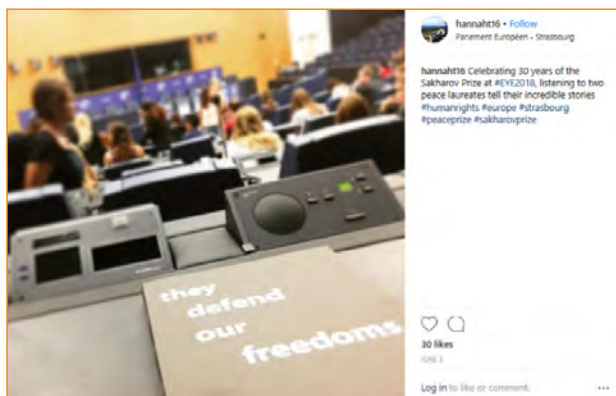 hannaht16 • Follow
Parlement Européen - Strasbourg
hannaht16 Celebrating 30 years of the
Sakharov Prize at #EYE2018, listening to two
peace laureates tell their incredible stories
#humanrights #europe #strasbourg
#peaceprize #sakharovprize
they
defend
our
freedoms
30 likes
JUNE 3
Log in to like or comment.